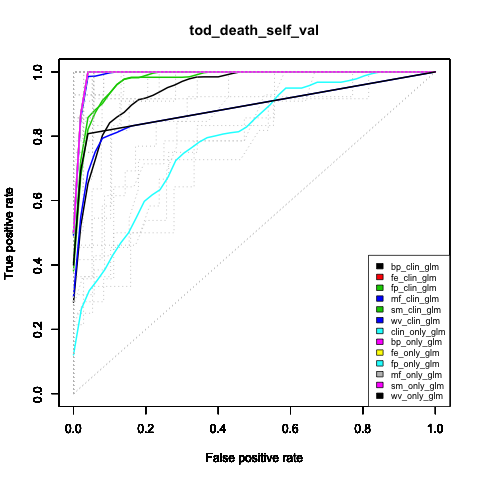 tod_death_self_val
True positive rate
1.0
0.8
0.6
0.4
0.2
0.0
bp_clin_glm
fe_clin_glm
fp_clin_glm
mf_clin_glm
sm_clin_glm
wv_clin_glm
clin_only_glm
bp_only_glm
fe_only_glm
fp_only_glm
mf_only_glm
sm_only_glm
wv_only_glm
0.0 0.2 0.4 0.6 0.8 1.0
False positive rate